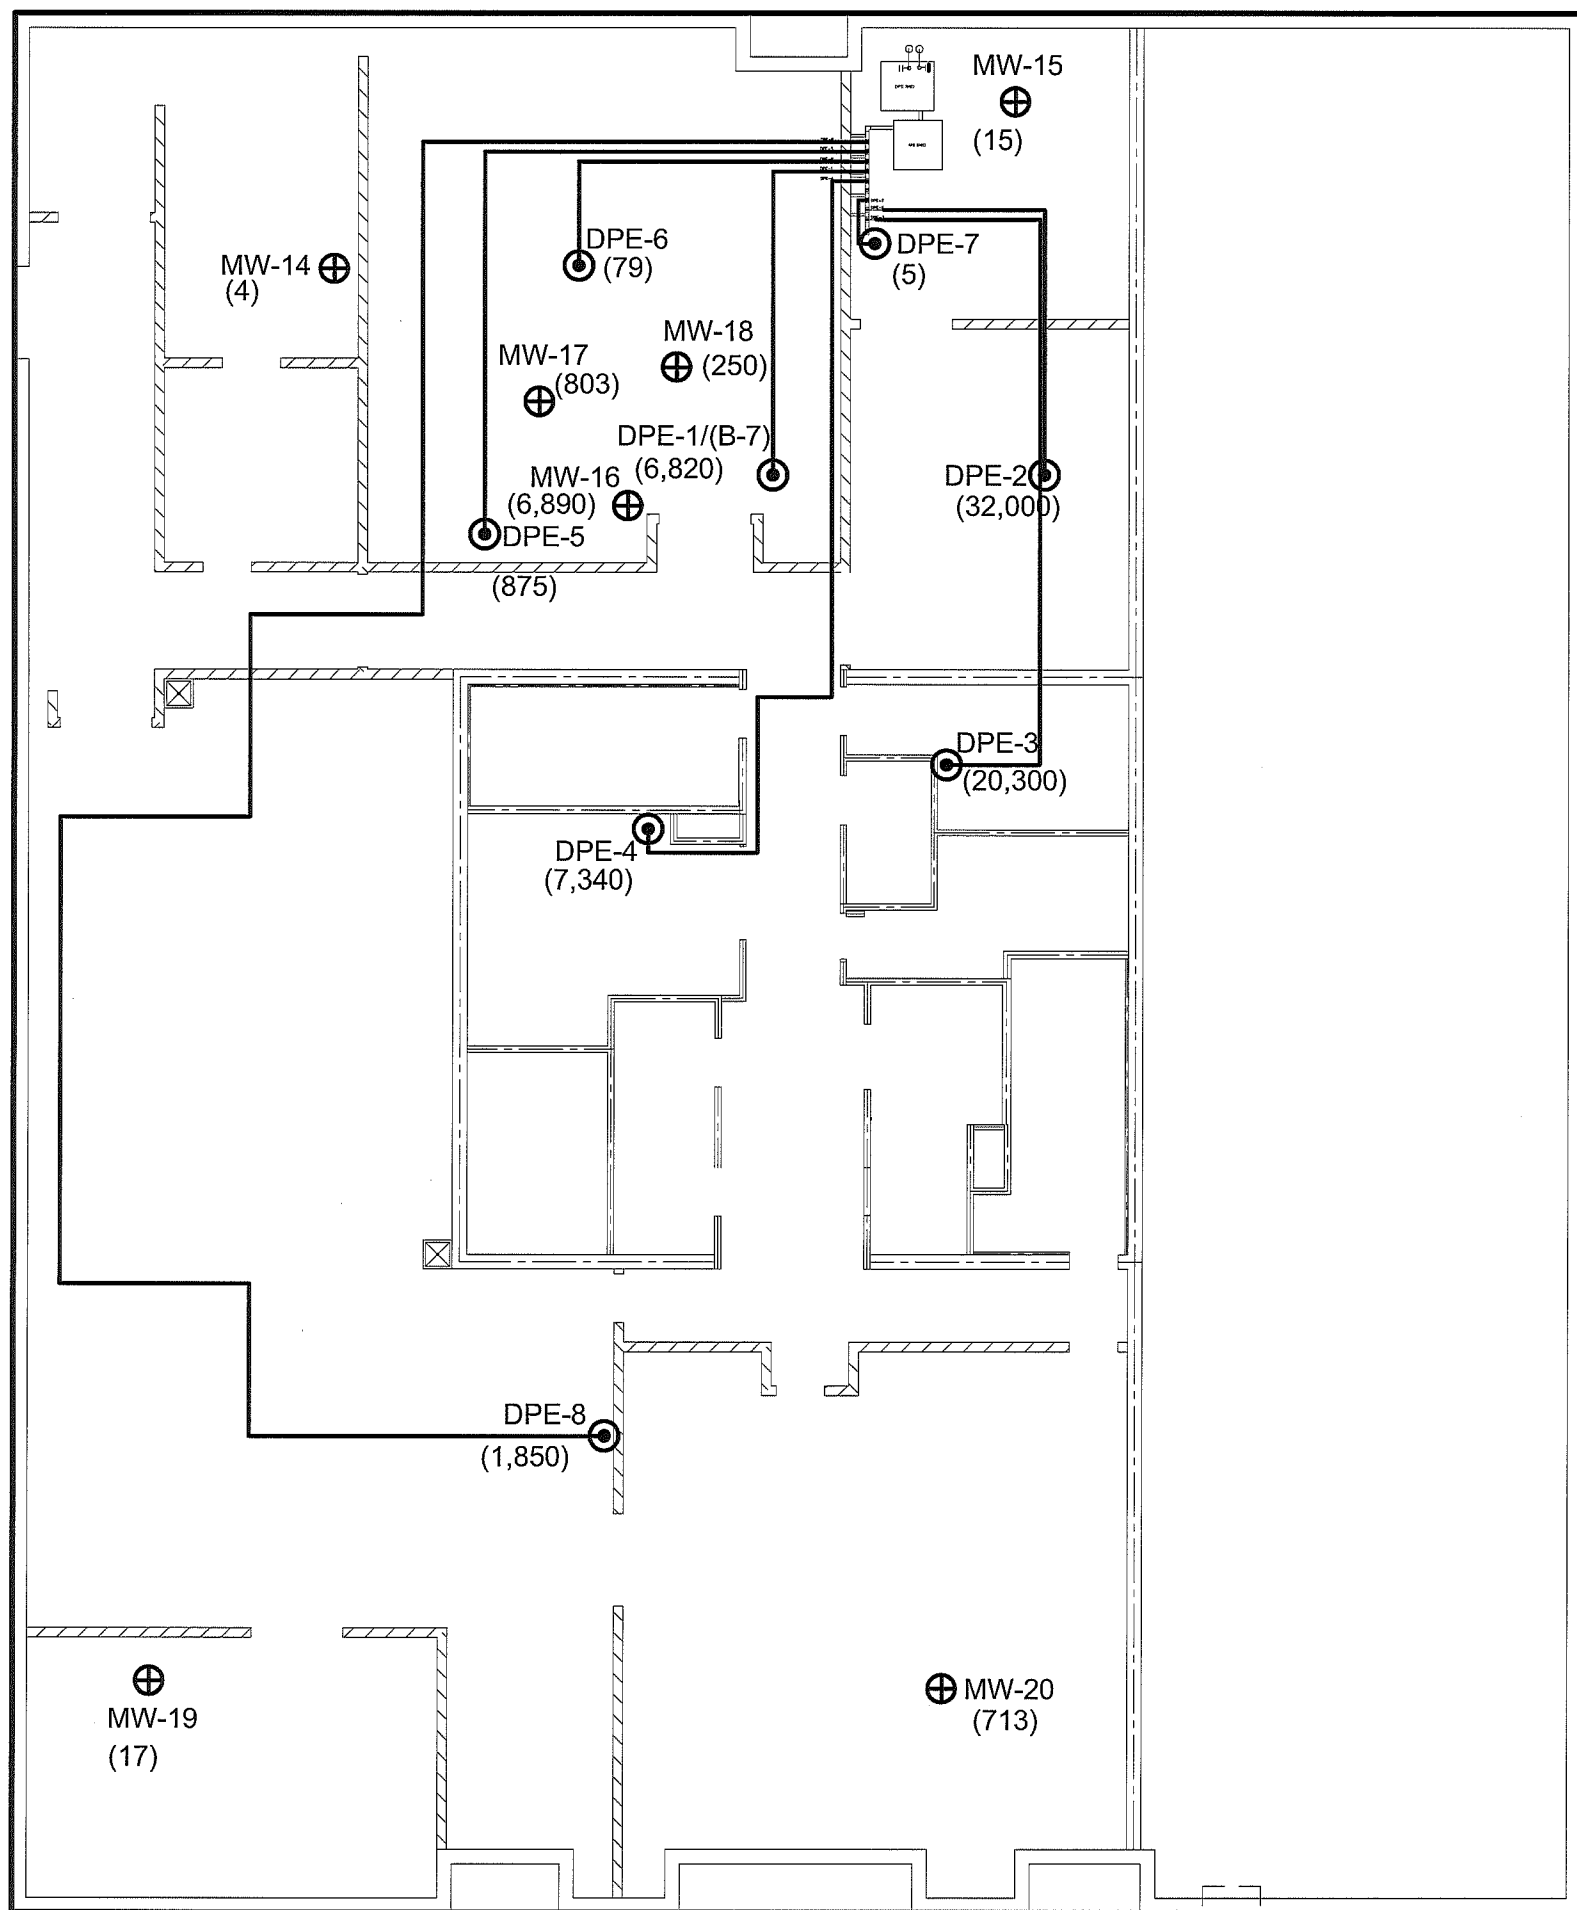 MW-15
(15)
DPE SHED
DPE-6
(79)
DPE-7
(5)
MW-14
(4)
MW-18
(250)
MW-17
(803)
DPE-1/(B-7)
(6,820)
MW-16
(6,890)
DPE-2
(32,000)
DPE-5
(875)
DPE-3
(20,300)
DPE-4
(7,340)
DPE-8
(1,850)
MW-19
(17)
MW-20
(713)